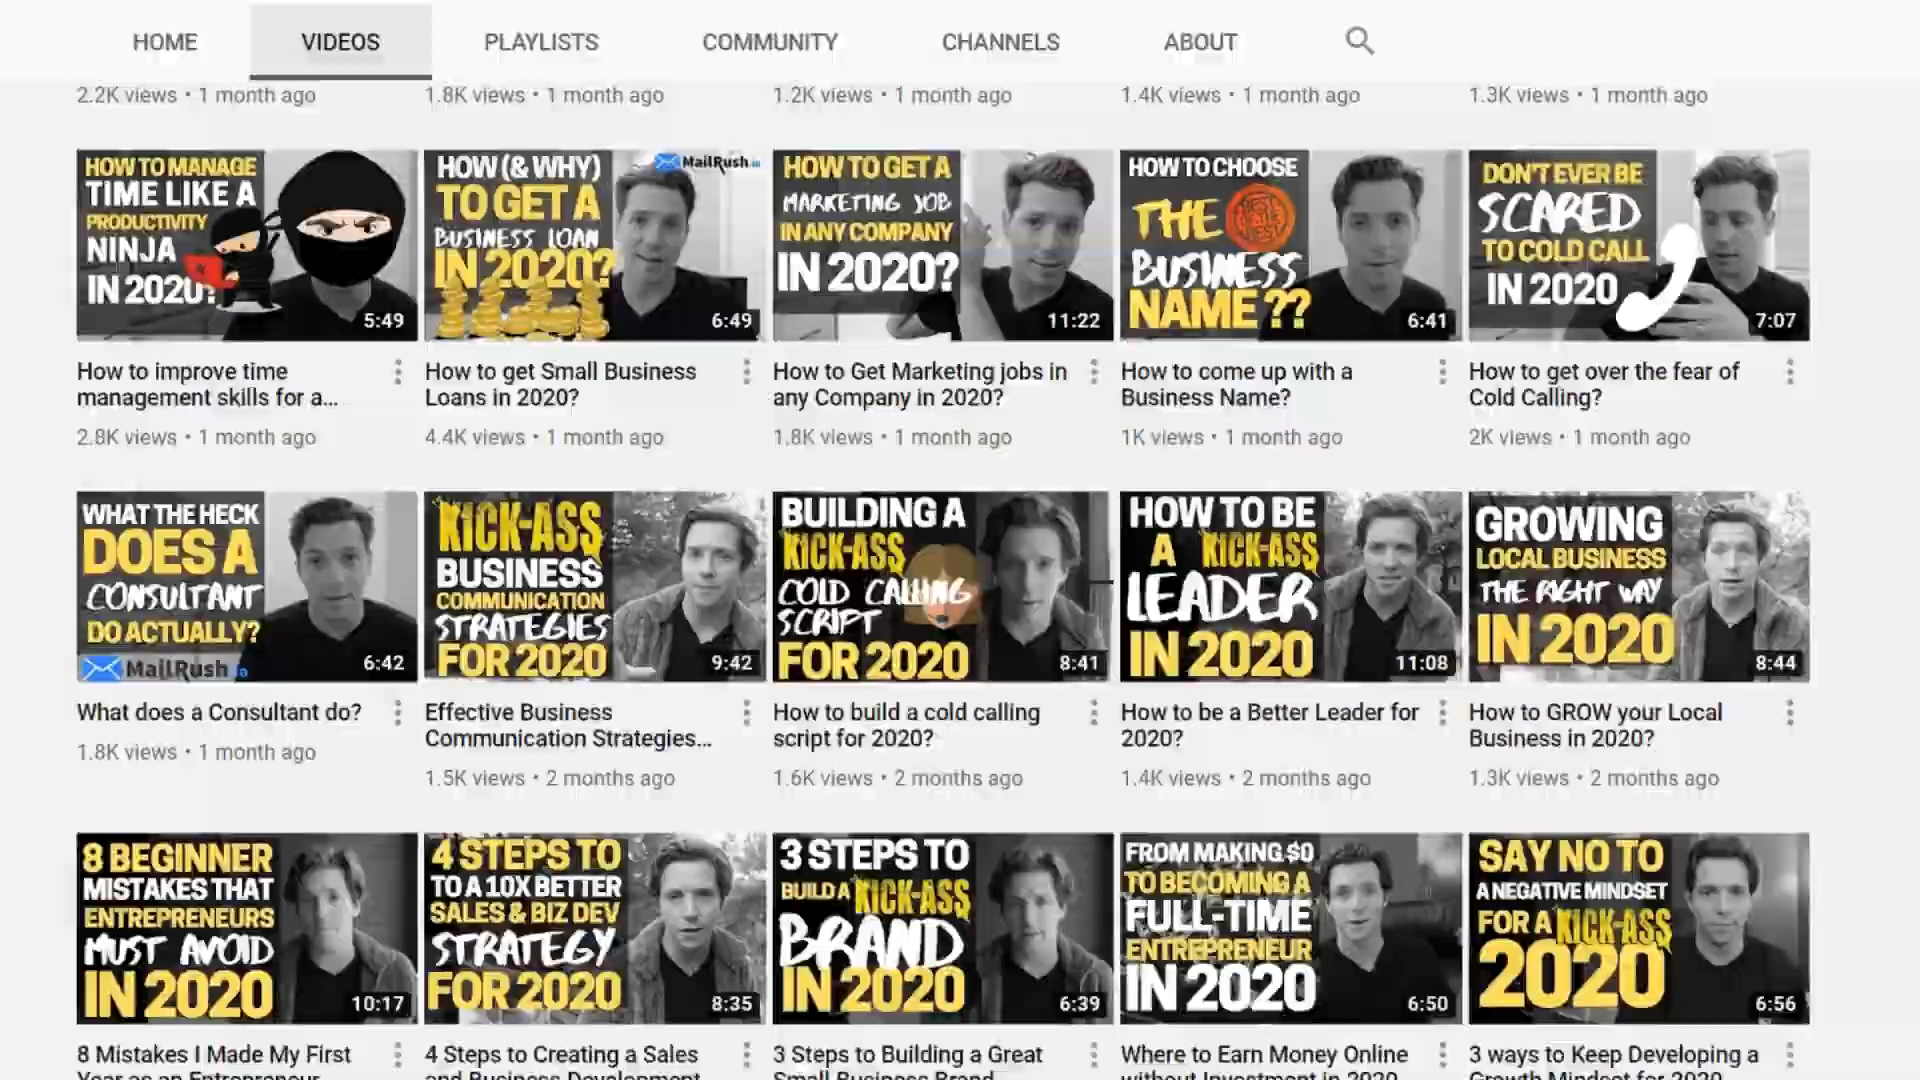 HOME VIDEOS PLAYLISTS COMMUNITY CHANNELS ABOUT
2.2K views • 1 month ago
1.8K views • 1 month ago
1.2K views • 1 month ago
1.4K views • 1 month ago
1.3K views • 1 month ago
HOW TO MANAGE
TIME LIKE A
PRODUCTIVITY
NINJA
IN 2020?
5:49
HOW (& WHY)
TO GET A
BUSINESS LOAN
IN 2020?
MailRush.io
6:49
HOW TO GET A
MARKETING JOB
IN ANY COMPANY
IN 2020?
11:22
HOW TO CHOOSE
THE
BUSINESS
NAME ??
6:41
DON'T EVER BE
SCARED
TO COLD CALL
IN 2020
7:07
How to improve time
management skills for a...
2.8K views • 1 month ago
How to get Small Business
Loans in 2020?
4.4K views • 1 month ago
How to Get Marketing jobs in
any Company in 2020?
1.8K views • 1 month ago
How to come up with a
Business Name?
1K views • 1 month ago
How to get over the fear of
Cold Calling?
2K views • 1 month ago
WHAT THE HECK
DOES A
CONSULTANT
DO ACTUALLY?
MailRush.io
6:42
KICK-ASS
BUSINESS
COMMUNICATION
STRATEGIES
FOR 2020
9:42
BUILDING A
KICK-ASS
COLD CALLING
SCRIPT
FOR 2020
8:41
HOW TO BE
A KICK-ASS
LEADER
IN 2020
11:08
GROWING
LOCAL BUSINESS
THE RIGHT WAY
IN 2020
8:44
What does a Consultant do?
1.8K views • 1 month ago
Effective Business
Communication Strategies...
1.5K views • 2 months ago
How to build a cold calling
script for 2020?
1.6K views • 2 months ago
How to be a Better Leader for
2020?
1.4K views • 2 months ago
How to GROW your Local
Business in 2020?
1.3K views • 2 months ago
8 BEGINNER
MISTAKES THAT
ENTREPRENEURS
MUST AVOID
IN 2020
10:17
4 STEPS TO
TO A 10X BETTER
SALES & BIZ DEV
STRATEGY
FOR 2020
8:35
3 STEPS TO
BUILD A KICK-ASS
BRAND
IN 2020
6:39
FROM MAKING $0
TO BECOMING A
FULL-TIME
ENTREPRENEUR
IN 2020
6:50
SAY NO TO
A NEGATIVE MINDSET
FOR A KICK-ASS
2020
6:56
8 Mistakes I Made My First
Year as an Entrepreneur
4 Steps to Creating a Sales
and Business Development
3 Steps to Building a Great
Small Business Brand
Where to Earn Money Online
without Investment in 2020
3 ways to Keep Developing a
Growth Mindset for 2020